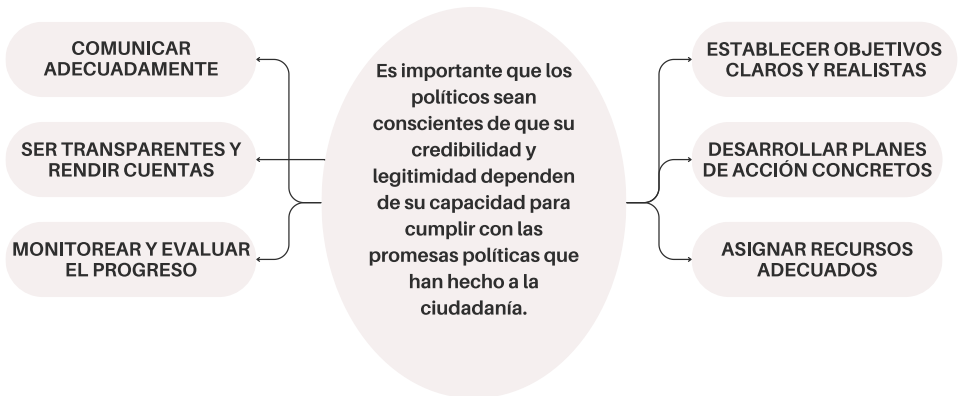 COMUNICAR
ADECUADAMENTE
SER TRANSPARENTES Y
RENDIR CUENTAS
MONITOREAR Y EVALUAR
EL PROGRESO
Es importante que los
políticos sean
conscientes de que su
credibilidad y
legitimidad dependen
de su capacidad para
cumplir con las
promesas políticas que
han hecho a la
ciudadanía.
ESTABLECER OBJETIVOS
CLAROS Y REALISTAS
DESARROLLAR PLANES
DE ACCIÓN CONCRETOS
ASIGNAR RECURSOS
ADECUADOS